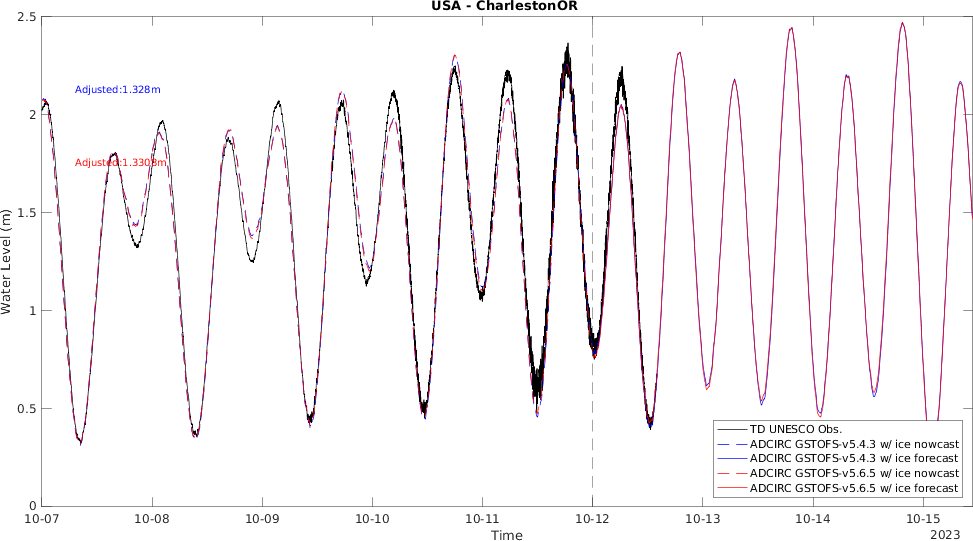 USA - CharlestonOR
2.5
Adjusted:1.328m
2
Adjusted:1.3308m
1.5
Water Level (m)
1
0.5
TD UNESCO Obs.
ADCIRC GSTOFS-v5.4.3 w/ ice nowcast
ADCIRC GSTOFS-v5.4.3 w/ ice forecast
ADCIRC GSTOFS-v5.6.5 w/ ice nowcast
ADCIRC GSTOFS-v5.6.5 w/ ice forecast
0
10-07 10-08 10-09 10-10 10-11 10-12 10-13 10-14 10-15
Time
2023